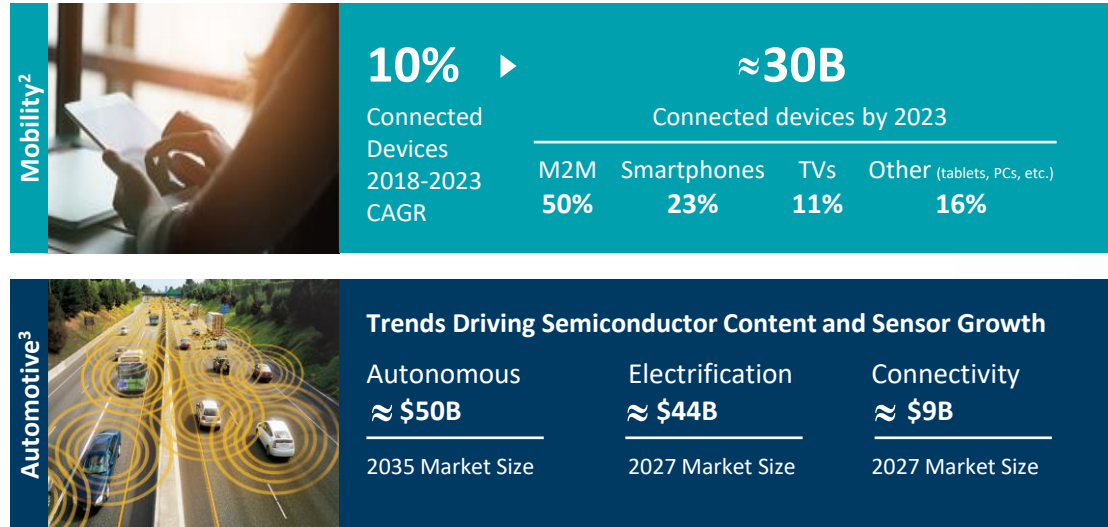 Mobility2
10% ▶ ≈30B
Connected
Devices
2018-2023
CAGR
Connected devices by 2023
M2M Smartphones TVs Other (tablets, PCs, etc.)
50% 23% 11% 16%
Automotive3
Trends Driving Semiconductor Content and Sensor Growth
Autonomous Electrification Connectivity
≈ $50B ≈ $44B ≈ $9B
2035 Market Size 2027 Market Size 2027 Market Size